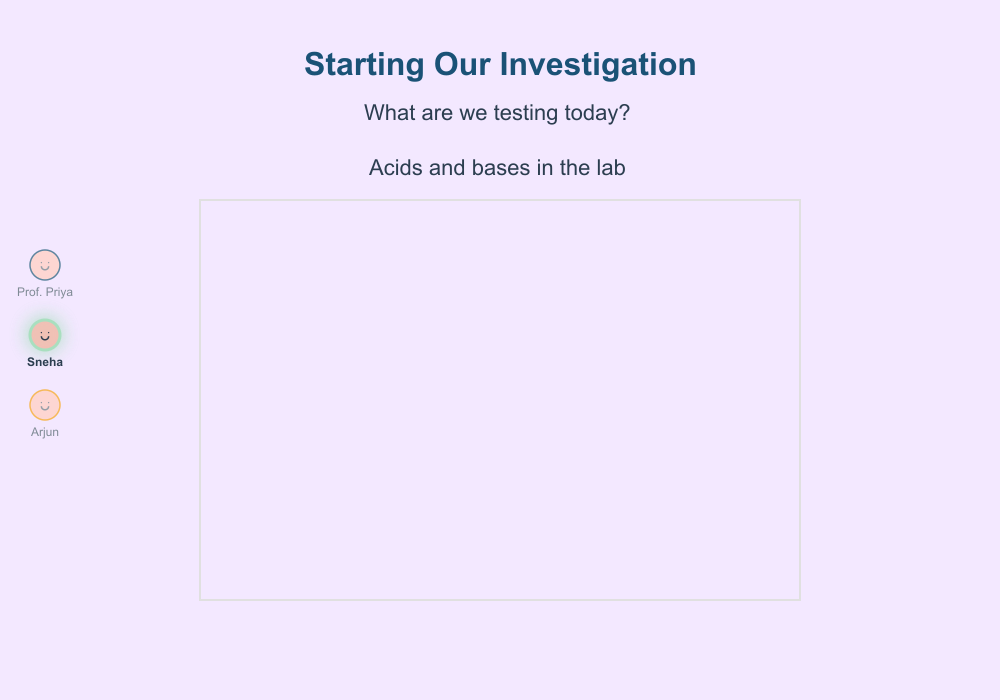 Starting Our Investigation
What are we testing today?
Acids and bases in the lab
Prof. Priya
Sneha
Arjun